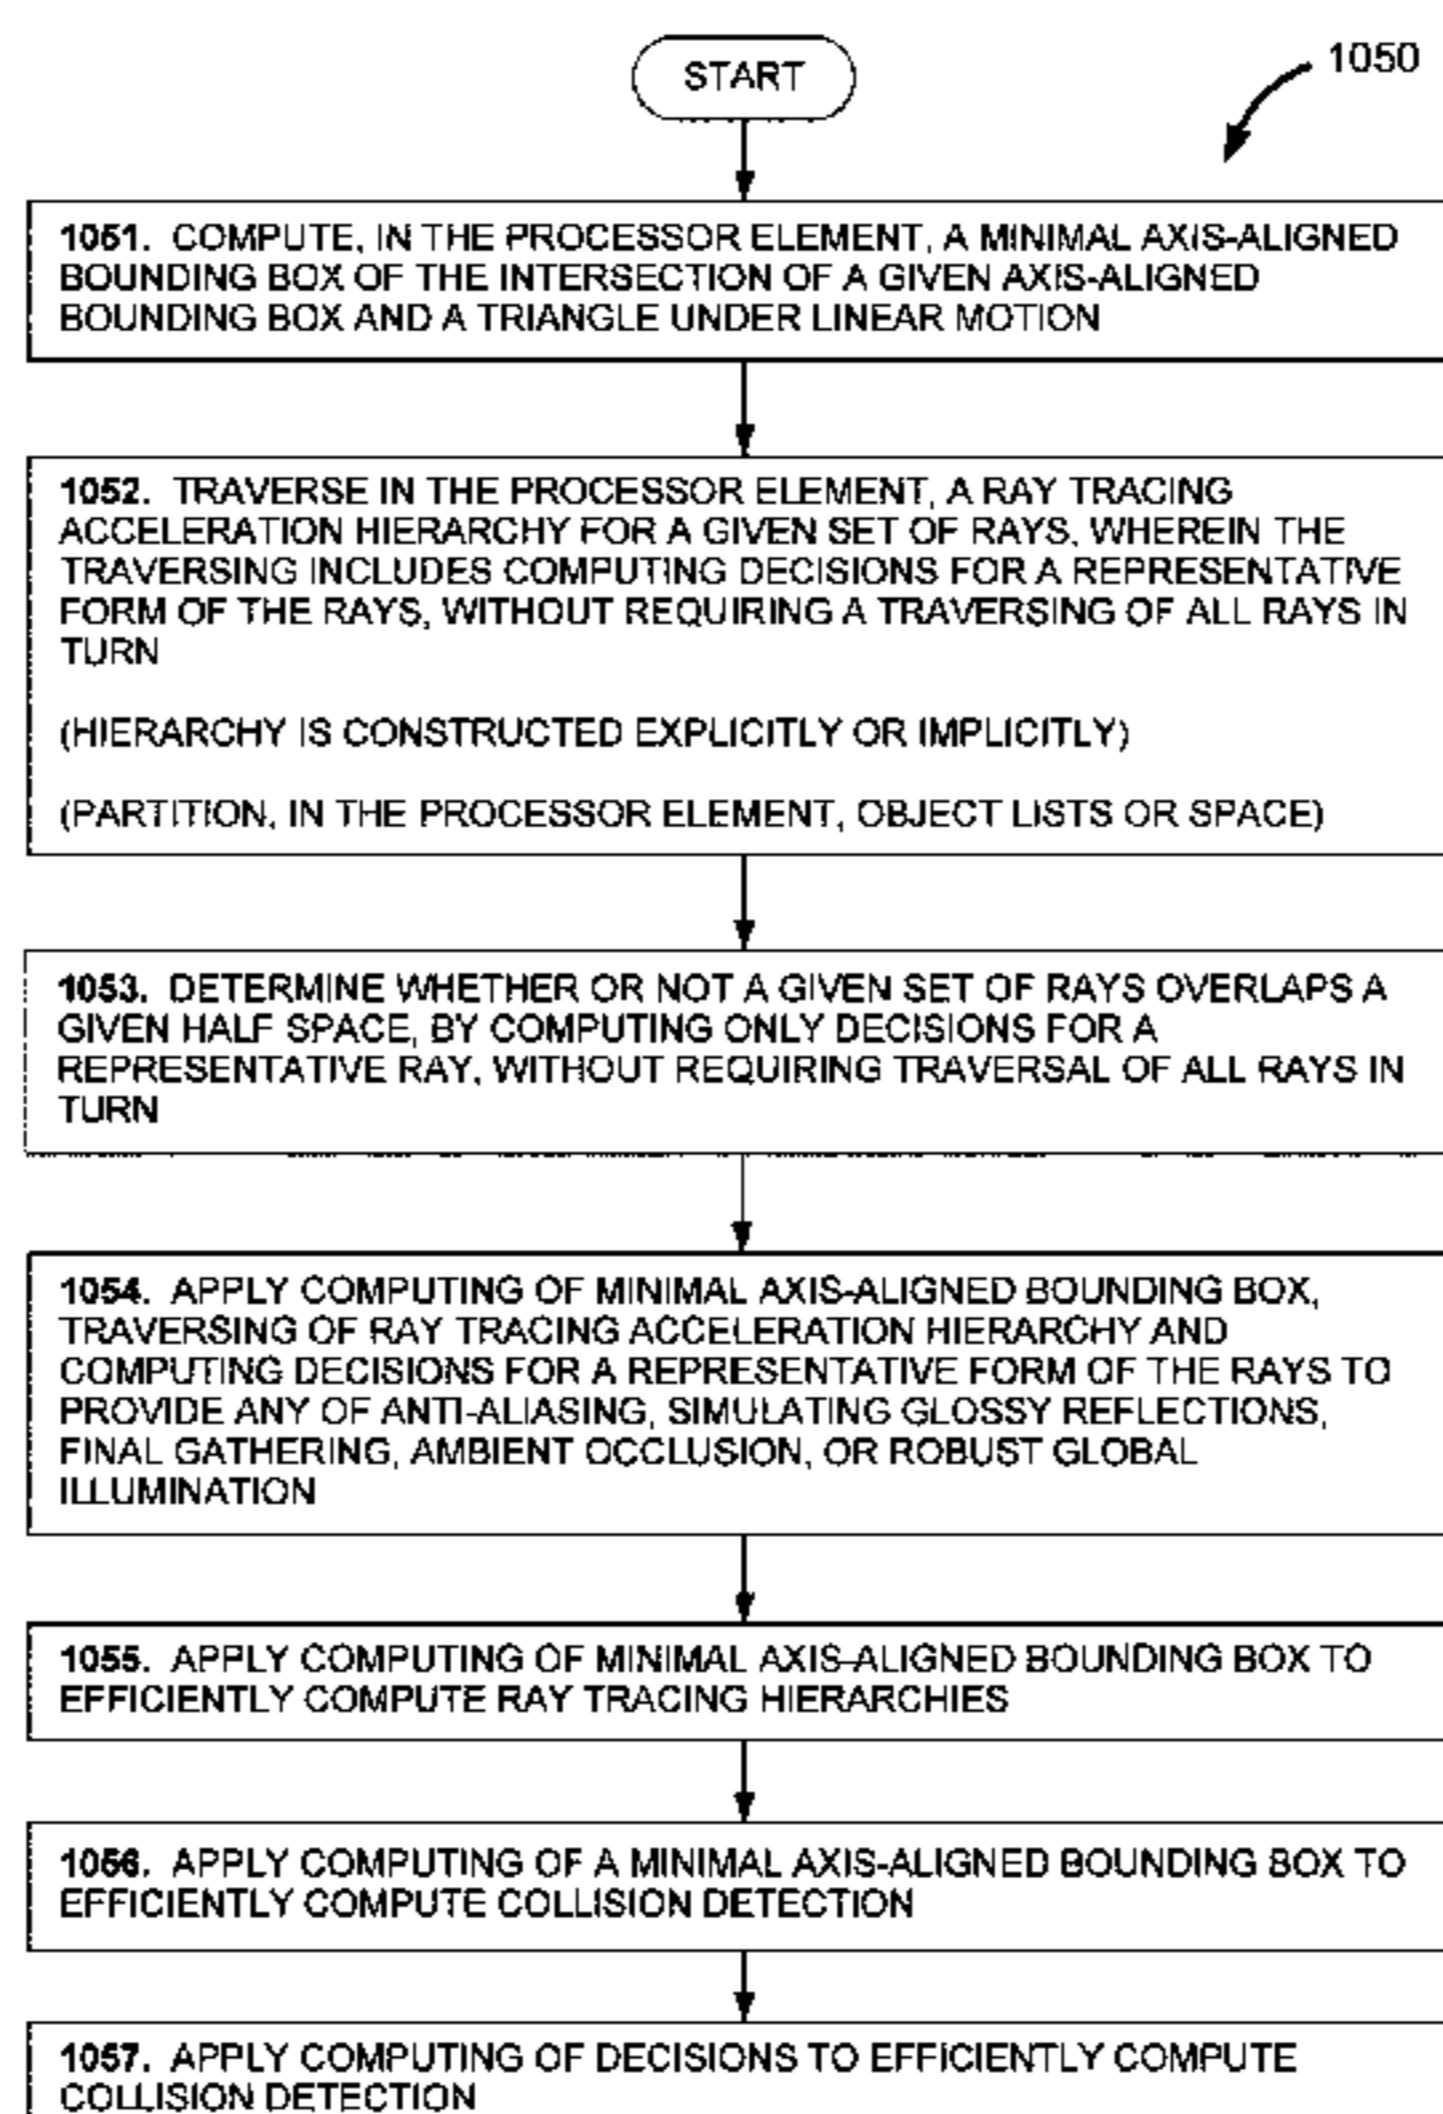 START
1050
1051. COMPUTE, IN THE PROCESSOR ELEMENT, A MINIMAL AXIS-ALIGNED
BOUNDING BOX OF THE INTERSECTION OF A GIVEN AXIS-ALIGNED
BOUNDING BOX AND A TRIANGLE UNDER LINEAR MOTION
1052. TRAVERSE IN THE PROCESSOR ELEMENT, A RAY TRACING
ACCELERATION HIERARCHY FOR A GIVEN SET OF RAYS, WHEREIN THE
TRAVERSING INCLUDES COMPUTING DECISIONS FOR A REPRESENTATIVE
FORM OF THE RAYS, WITHOUT REQUIRING A TRAVERSING OF ALL RAYS IN
TURN
(HIERARCHY IS CONSTRUCTED EXPLICITLY OR IMPLICITLY)
(PARTITION, IN THE PROCESSOR ELEMENT, OBJECT LISTS OR SPACE)
1053. DETERMINE WHETHER OR NOT A GIVEN SET OF RAYS OVERLAPS A
GIVEN HALF SPACE, BY COMPUTING ONLY DECISIONS FOR A
REPRESENTATIVE RAY, WITHOUT REQUIRING TRAVERSAL OF ALL RAYS IN
TURN
1054. APPLY COMPUTING OF MINIMAL AXIS-ALIGNED BOUNDING BOX,
TRAVERSING OF RAY TRACING ACCELERATION HIERARCHY AND
COMPUTING DECISIONS FOR A REPRESENTATIVE FORM OF THE RAYS TO
PROVIDE ANY OF ANTI-ALIASING, SIMULATING GLOSSY REFLECTIONS,
FINAL GATHERING, AMBIENT OCCLUSION, OR ROBUST GLOBAL
ILLUMINATION
1055. APPLY COMPUTING OF MINIMAL AXIS-ALIGNED BOUNDING BOX TO
EFFICIENTLY COMPUTE RAY TRACING HIERARCHIES
1056. APPLY COMPUTING OF A MINIMAL AXIS-ALIGNED BOUNDING BOX TO
EFFICIENTLY COMPUTE COLLISION DETECTION
1057. APPLY COMPUTING OF DECISIONS TO EFFICIENTLY COMPUTE
COLLISION DETECTION